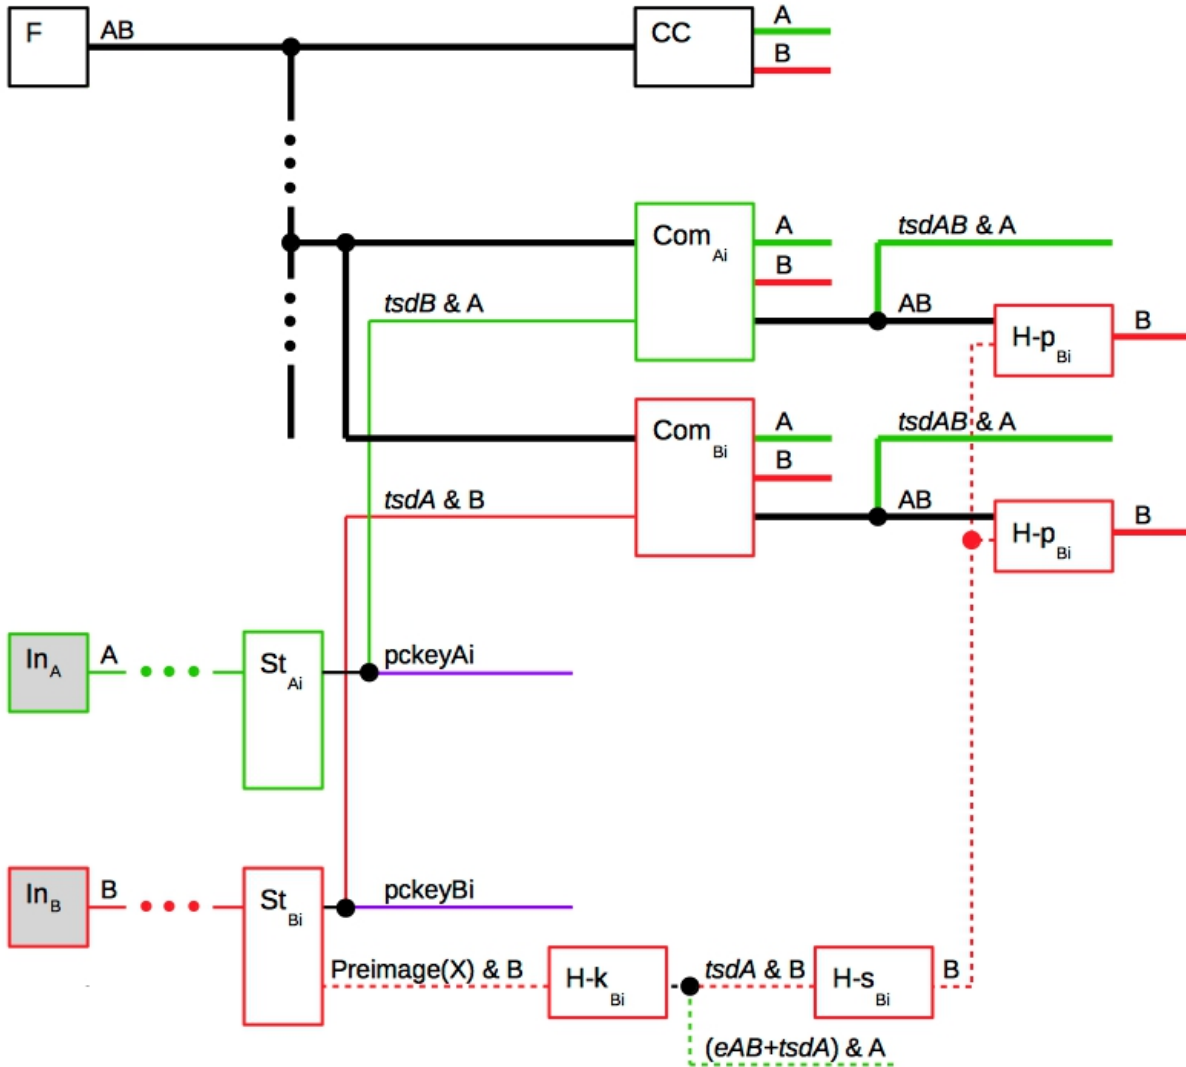 F
AB
CC
A
B
Com Ai
A
B
tsdAB & A
tsdB & A
AB
H-p Bi
B
Com Bi
A
B
tsdAB & A
tsdA & B
AB
H-p Bi
B
In A
A
St Ai
pckeyAi
In B
B
St Bi
pckeyBi
Preimage(X) & B
H-k Bi
tsdA & B
H-s Bi
B
(eAB+tsdA) & A